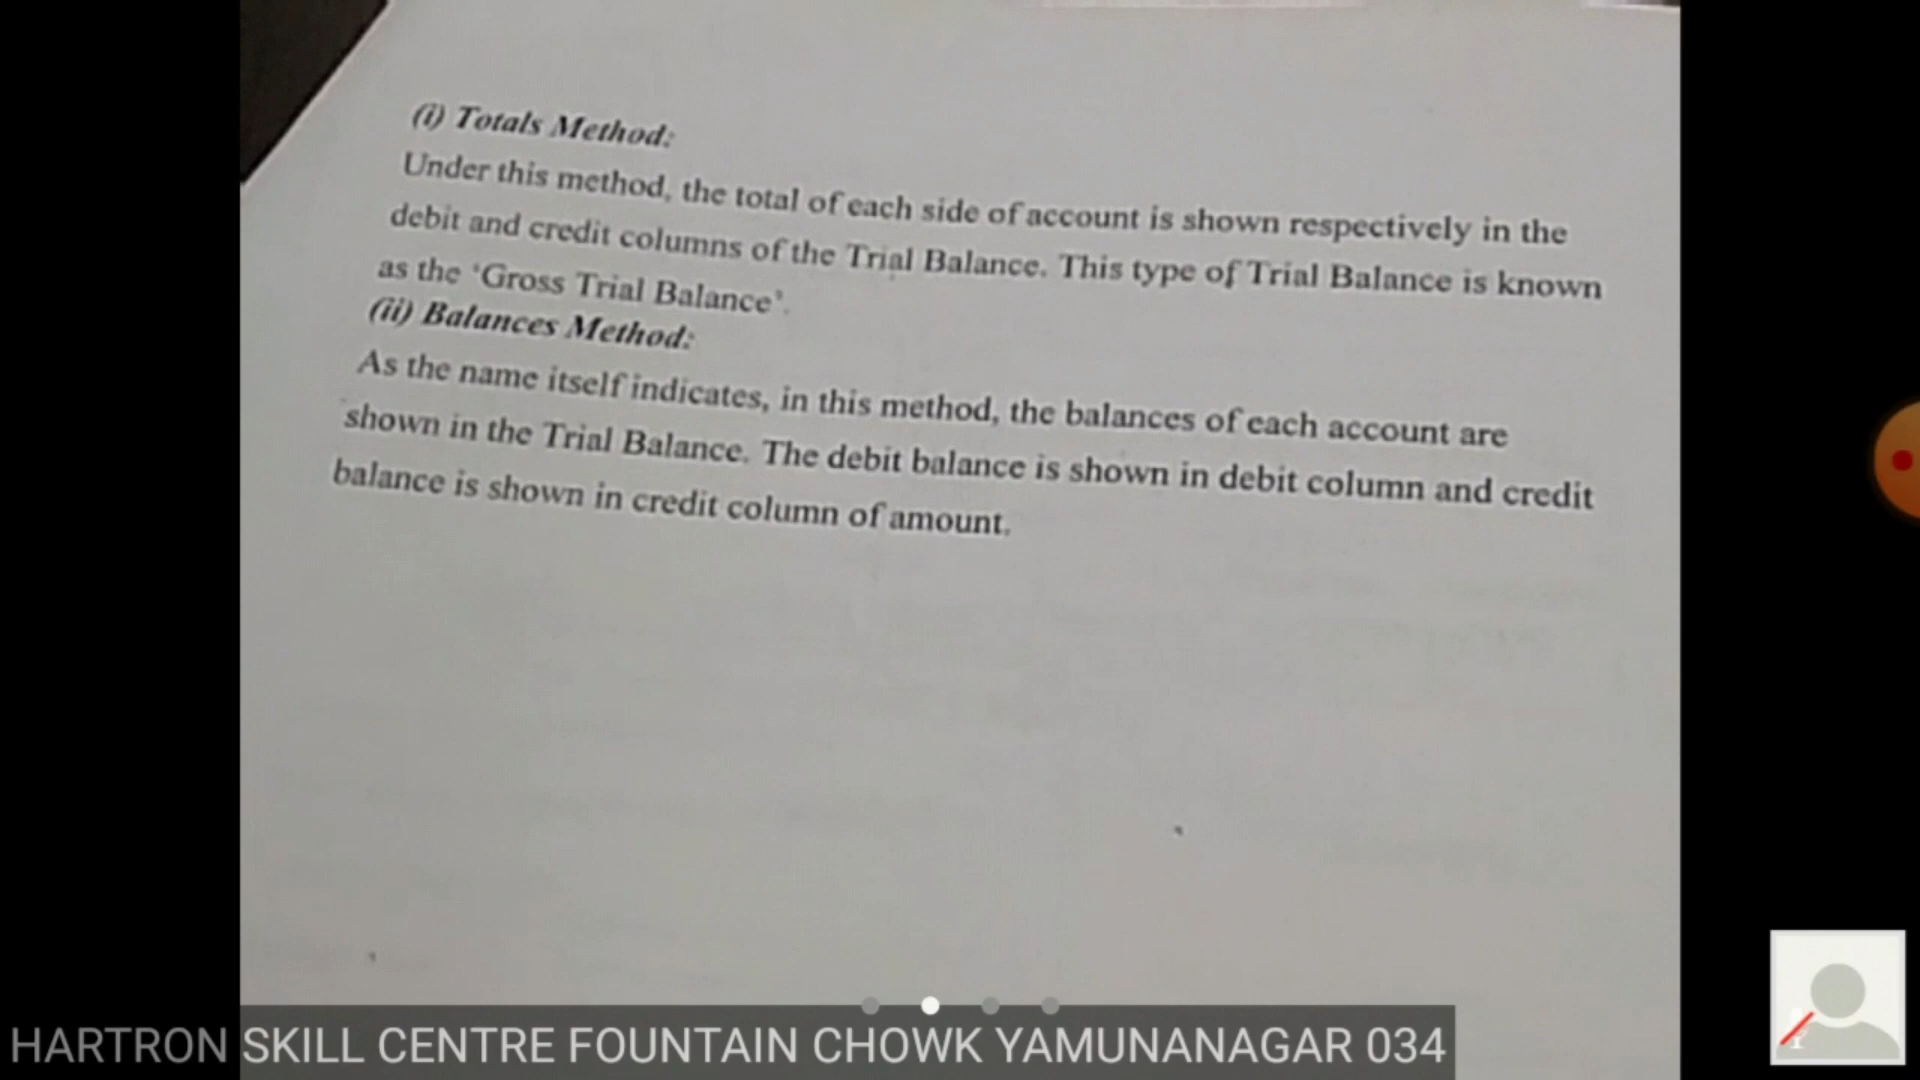 (i) Totals Method:
Under this method, the total of each side of account is shown respectively in the
debit and credit columns of the Trial Balance. This type of Trial Balance is known
as the 'Gross Trial Balance'.
(ii) Balances Method:
As the name itself indicates, in this method, the balances of each account are
shown in the Trial Balance. The debit balance is shown in debit column and credit
balance is shown in credit column of amount.
HARTRON SKILL CENTRE FOUNTAIN CHOWK YAMUNANAGAR 034